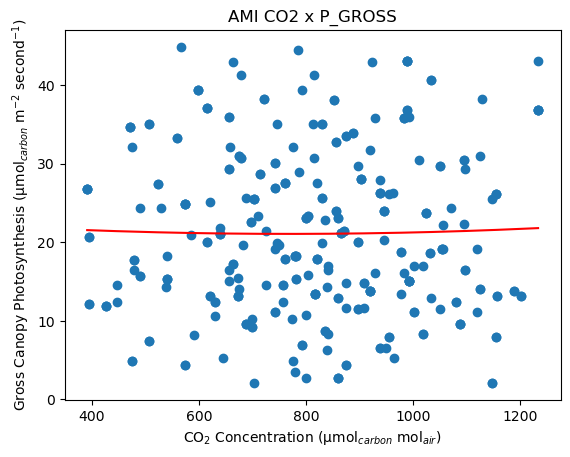 AMI CO2 x P_GROSS
Gross Canopy Photosynthesis (μmol$_{carbon}$ m$^{-2}$ second$^{-1}$)
40
30
20
10
0
400 600 800 1000 1200
CO$_2$ Concentration (μmol$_{carbon}$ mol$_{air}$)